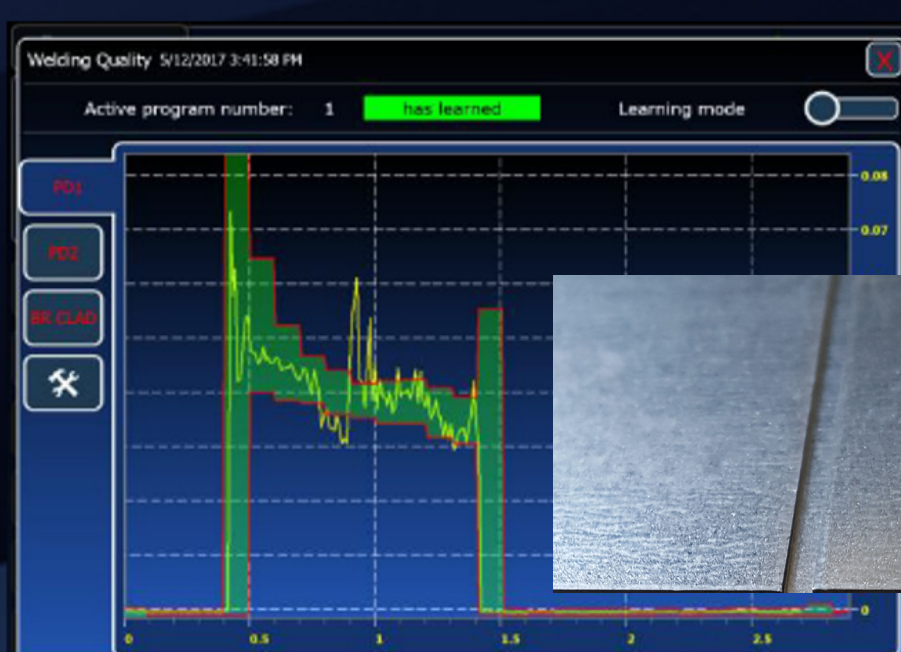 Welding Quality 5/12/2017 3:41:58 PM
X
Active program number: 1 has learned Learning mode
PD1
PD2
BR CLAD
0.08
0.07
0
0 0.5 1 1.5 2 2.5